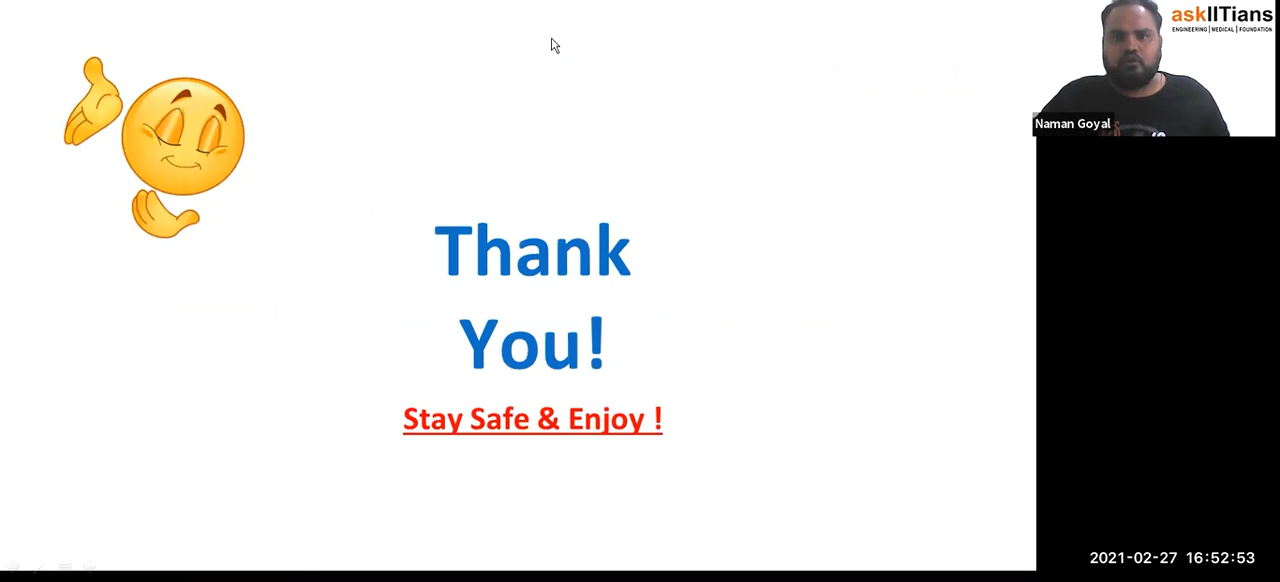 askIITians
ENGINEERING | MEDICAL | FOUNDATION
Naman Goyal
Thank
You!
Stay Safe & Enjoy !
2021-02-27 16:52:53